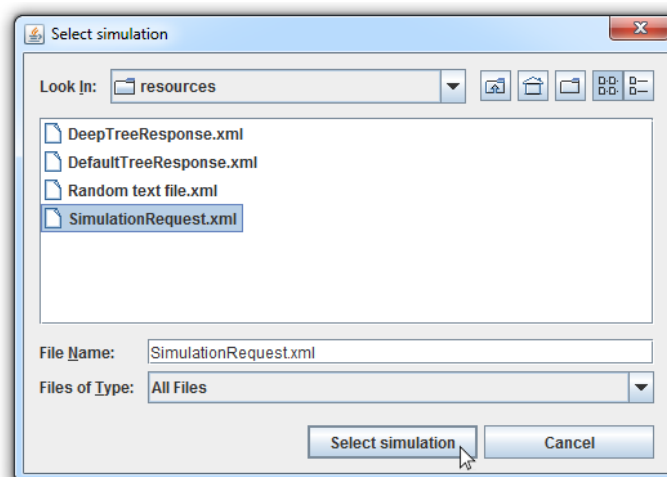 Select simulation
Look In: resources
DeepTreeResponse.xml
DefaultTreeResponse.xml
Random text file.xml
SimulationRequest.xml
File Name: SimulationRequest.xml
Files of Type: All Files
Select simulation Cancel